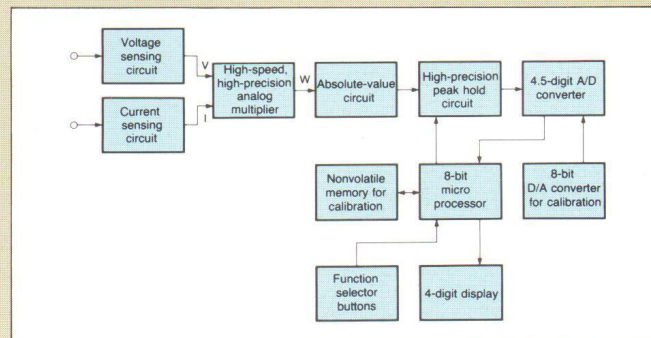 Voltage
sensing
circuit
V
High-speed,
high-precision
analog
multiplier
W
Absolute-value
circuit
High-precision
peak hold
circuit
4.5-digit A/D
converter
Current
sensing
circuit
I
Nonvolatile
memory for
calibration
8-bit
micro
processor
8-bit
D/A converter
for calibration
Function
selector
buttons
4-digit display